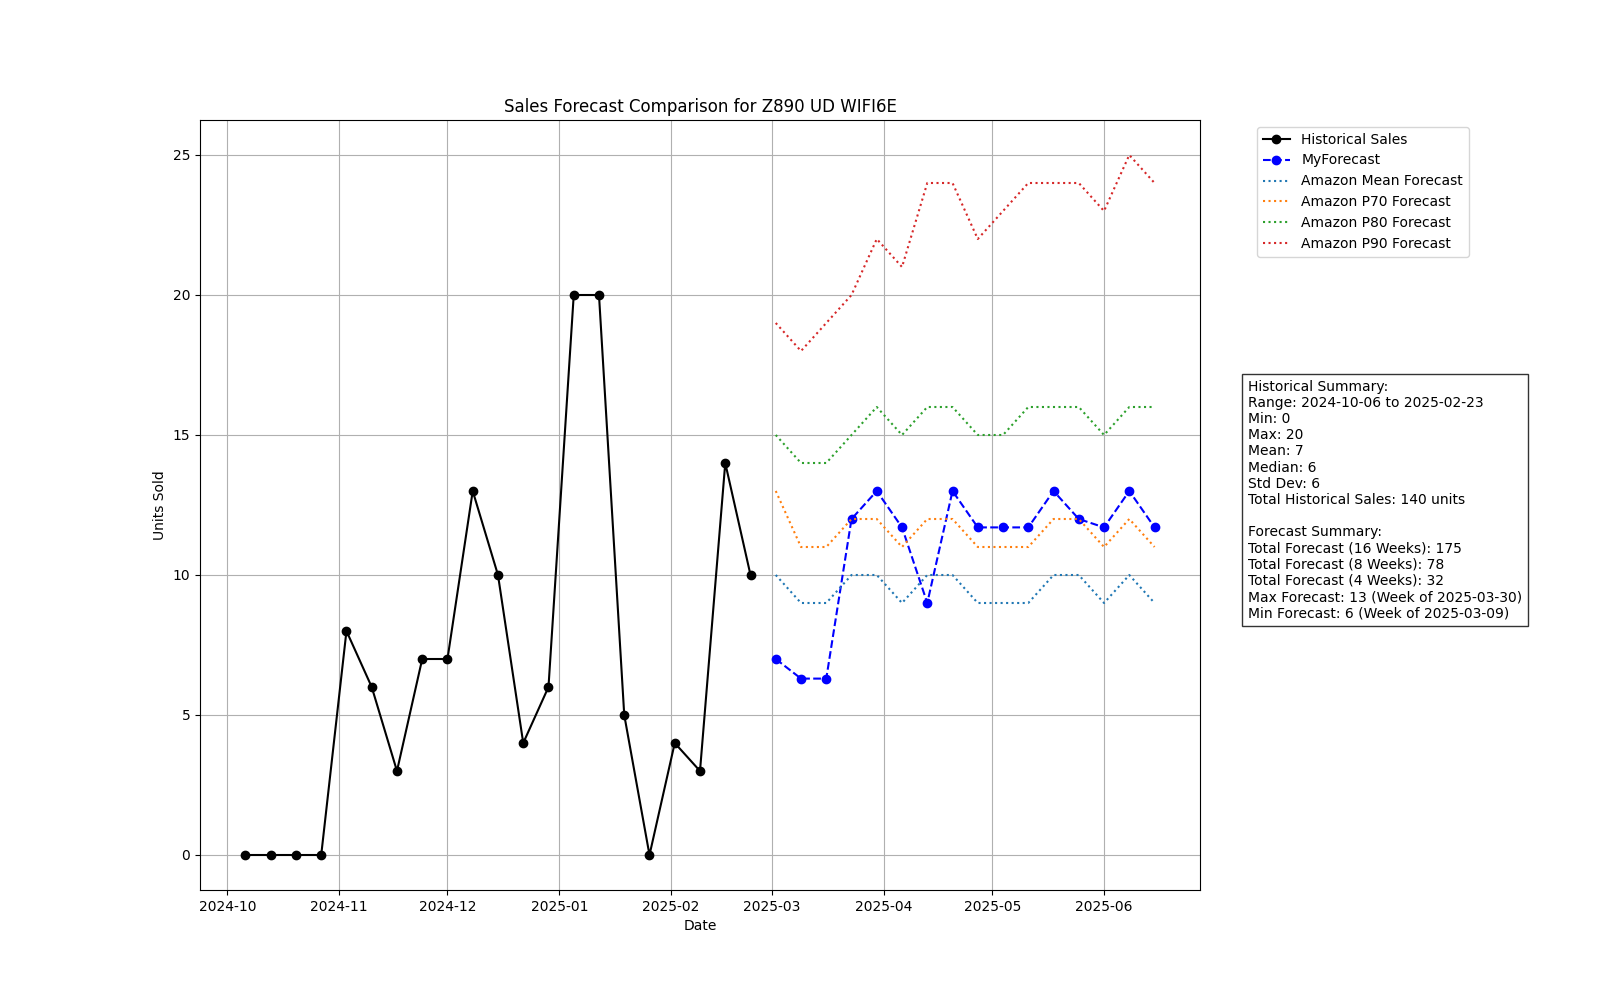 Sales Forecast Comparison for Z890 UD WIFI6E
Units Sold
25
20
15
10
5
0
2024-10
2024-11
2024-12
2025-01
2025-02
2025-03
2025-04
2025-05
2025-06
Date
Historical Sales
MyForecast
Amazon Mean Forecast
Amazon P70 Forecast
Amazon P80 Forecast
Amazon P90 Forecast
Historical Summary:
Range: 2024-10-06 to 2025-02-23
Min: 0
Max: 20
Mean: 7
Median: 6
Std Dev: 6
Total Historical Sales: 140 units
Forecast Summary:
Total Forecast (16 Weeks): 175
Total Forecast (8 Weeks): 78
Total Forecast (4 Weeks): 32
Max Forecast: 13 (Week of 2025-03-30)
Min Forecast: 6 (Week of 2025-03-09)